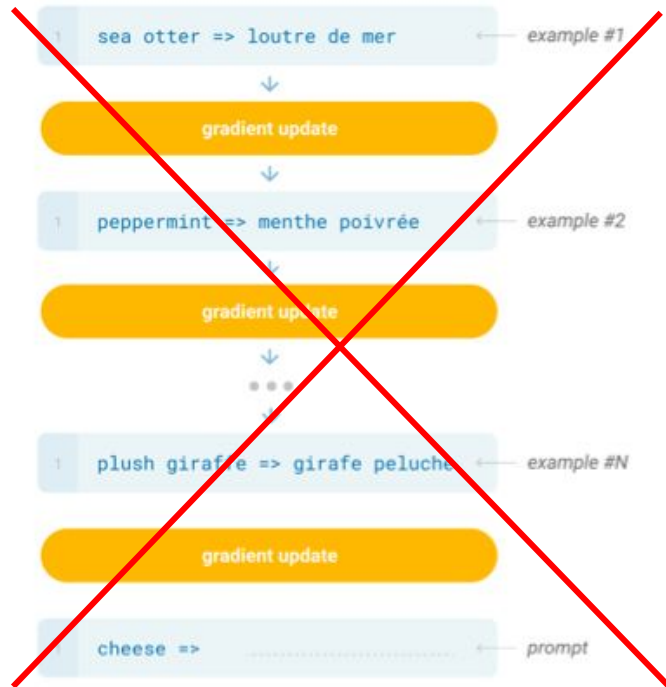 1 sea otter => loutre de mer example #1
gradient update
1 peppermint => menthe poivrée example #2
gradient update
1 plush giraffe => girafe peluche example #N
gradient update
1 cheese => ........................... prompt